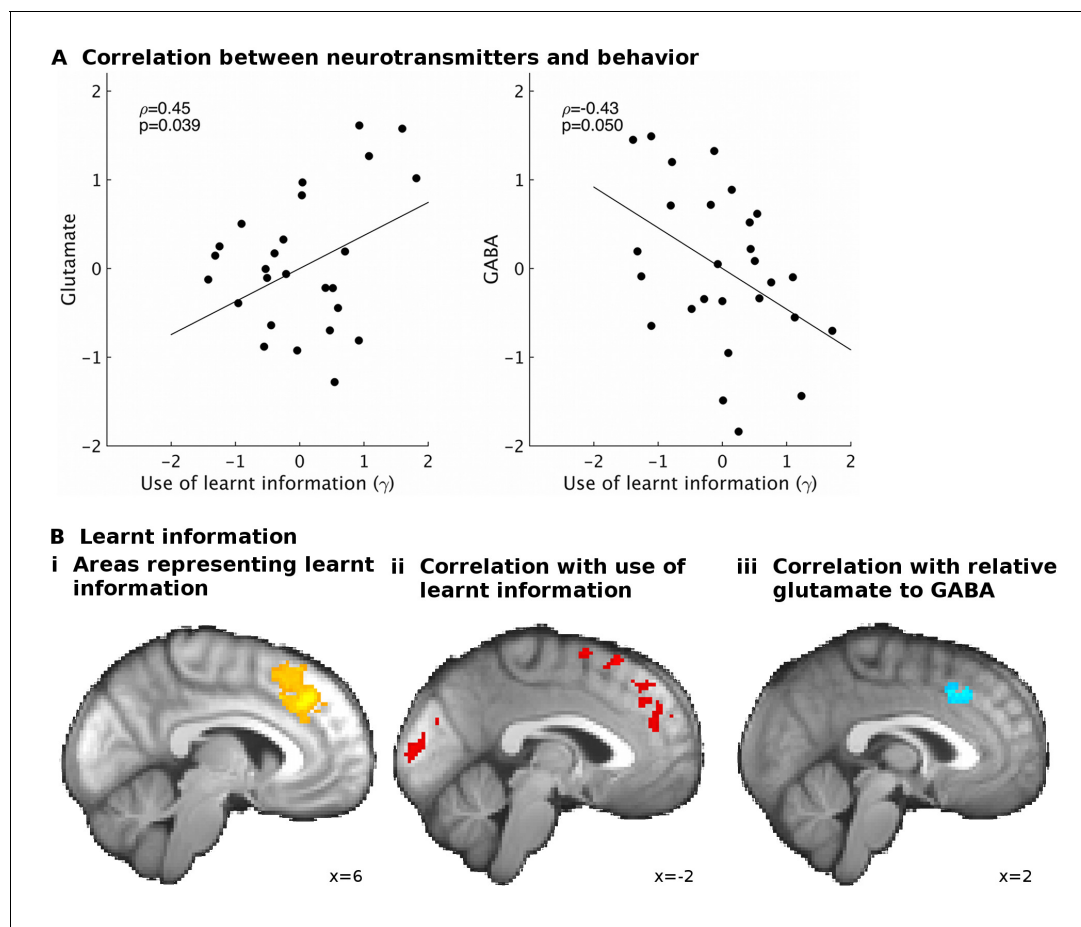 A Correlation between neurotransmitters and behavior
ρ=0.45
p=0.039
2
1
0
−1
−2
Glutamate
−2 −1 0 1 2
Use of learnt information (γ)
ρ=-0.43
p=0.050
2
1
0
−1
−2
GABA
−2 −1 0 1 2
Use of learnt information (γ)
B Learnt information
i Areas representing learnt
information
ii Correlation with use of
learnt information
iii Correlation with relative
glutamate to GABA
x=6
x=-2
x=2